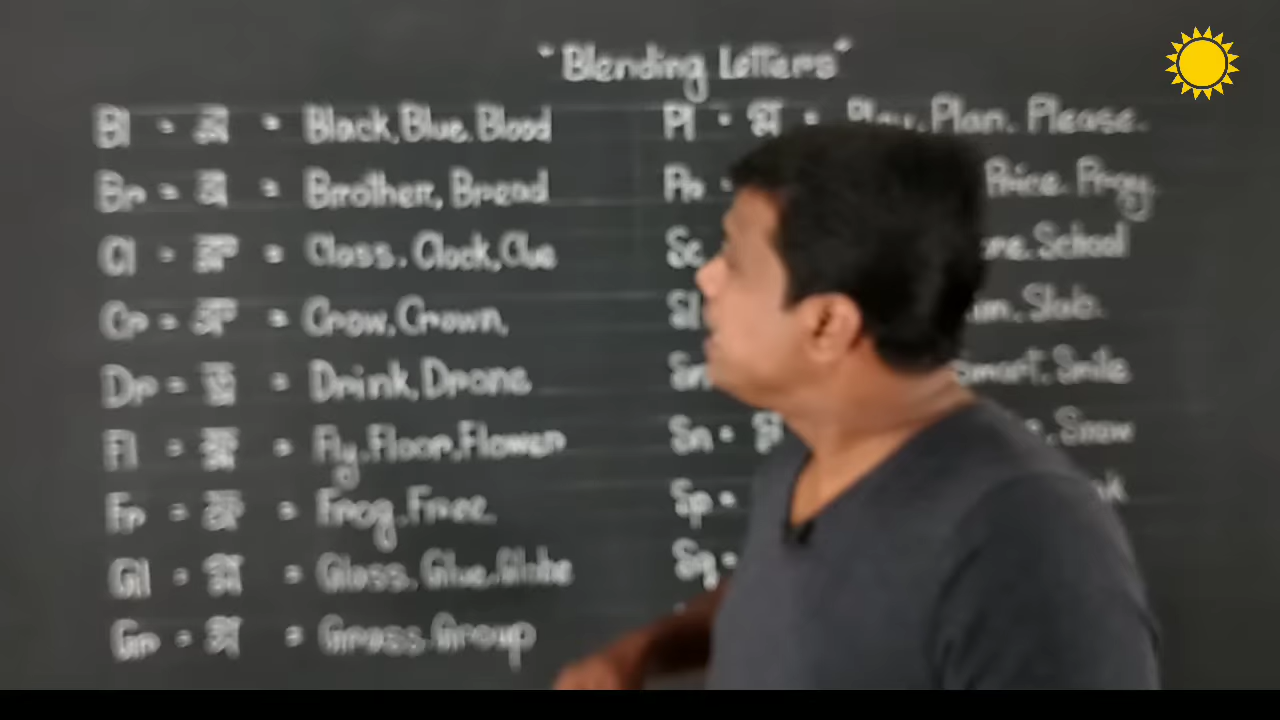 "Blending Letters"
Bl - ব্ল = Black, Blue, Blood
Br = ব্র = Brother, Bread
Cl - ক্ল = Class, Clock, Clue
Cr = ক্র = Crow, Crown,
Dr = ড্র = Drink, Drone
Fl = ফ্ল = Fly, Floor, Flower
Fr = ফ্র = Frog, Free
Gl = গ্ল = Glass, Glue, Globe
Gr = গ্র = Grass, Group
Pl - প্ল = Play, Plan, Please.
Price, Pray
Sc School
Sl Slab.
Sm Smart, Smile
Sn = স্ন Snow
Sp =
Sq =